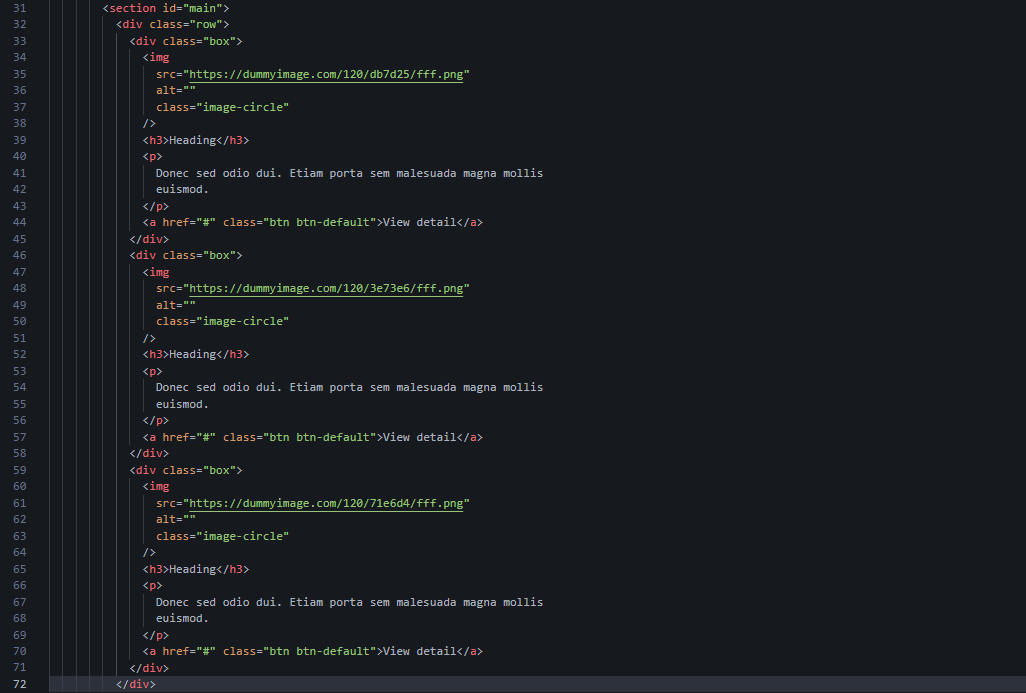 31 <section id="main">
32 <div class="row">
33 <div class="box">
34 <img
35 src="https://dummyimage.com/120/db7d25/fff.png"
36 alt=""
37 class="image-circle"
38 />
39 <h3>Heading</h3>
40 <p>
41 Donec sed odio dui. Etiam porta sem malesuada magna mollis
42 euismod.
43 </p>
44 <a href="#" class="btn btn-default">View detail</a>
45 </div>
46 <div class="box">
47 <img
48 src="https://dummyimage.com/120/3e73e6/fff.png"
49 alt=""
50 class="image-circle"
51 />
52 <h3>Heading</h3>
53 <p>
54 Donec sed odio dui. Etiam porta sem malesuada magna mollis
55 euismod.
56 </p>
57 <a href="#" class="btn btn-default">View detail</a>
58 </div>
59 <div class="box">
60 <img
61 src="https://dummyimage.com/120/71e6d4/fff.png"
62 alt=""
63 class="image-circle"
64 />
65 <h3>Heading</h3>
66 <p>
67 Donec sed odio dui. Etiam porta sem malesuada magna mollis
68 euismod.
69 </p>
70 <a href="#" class="btn btn-default">View detail</a>
71 </div>
72 </div>